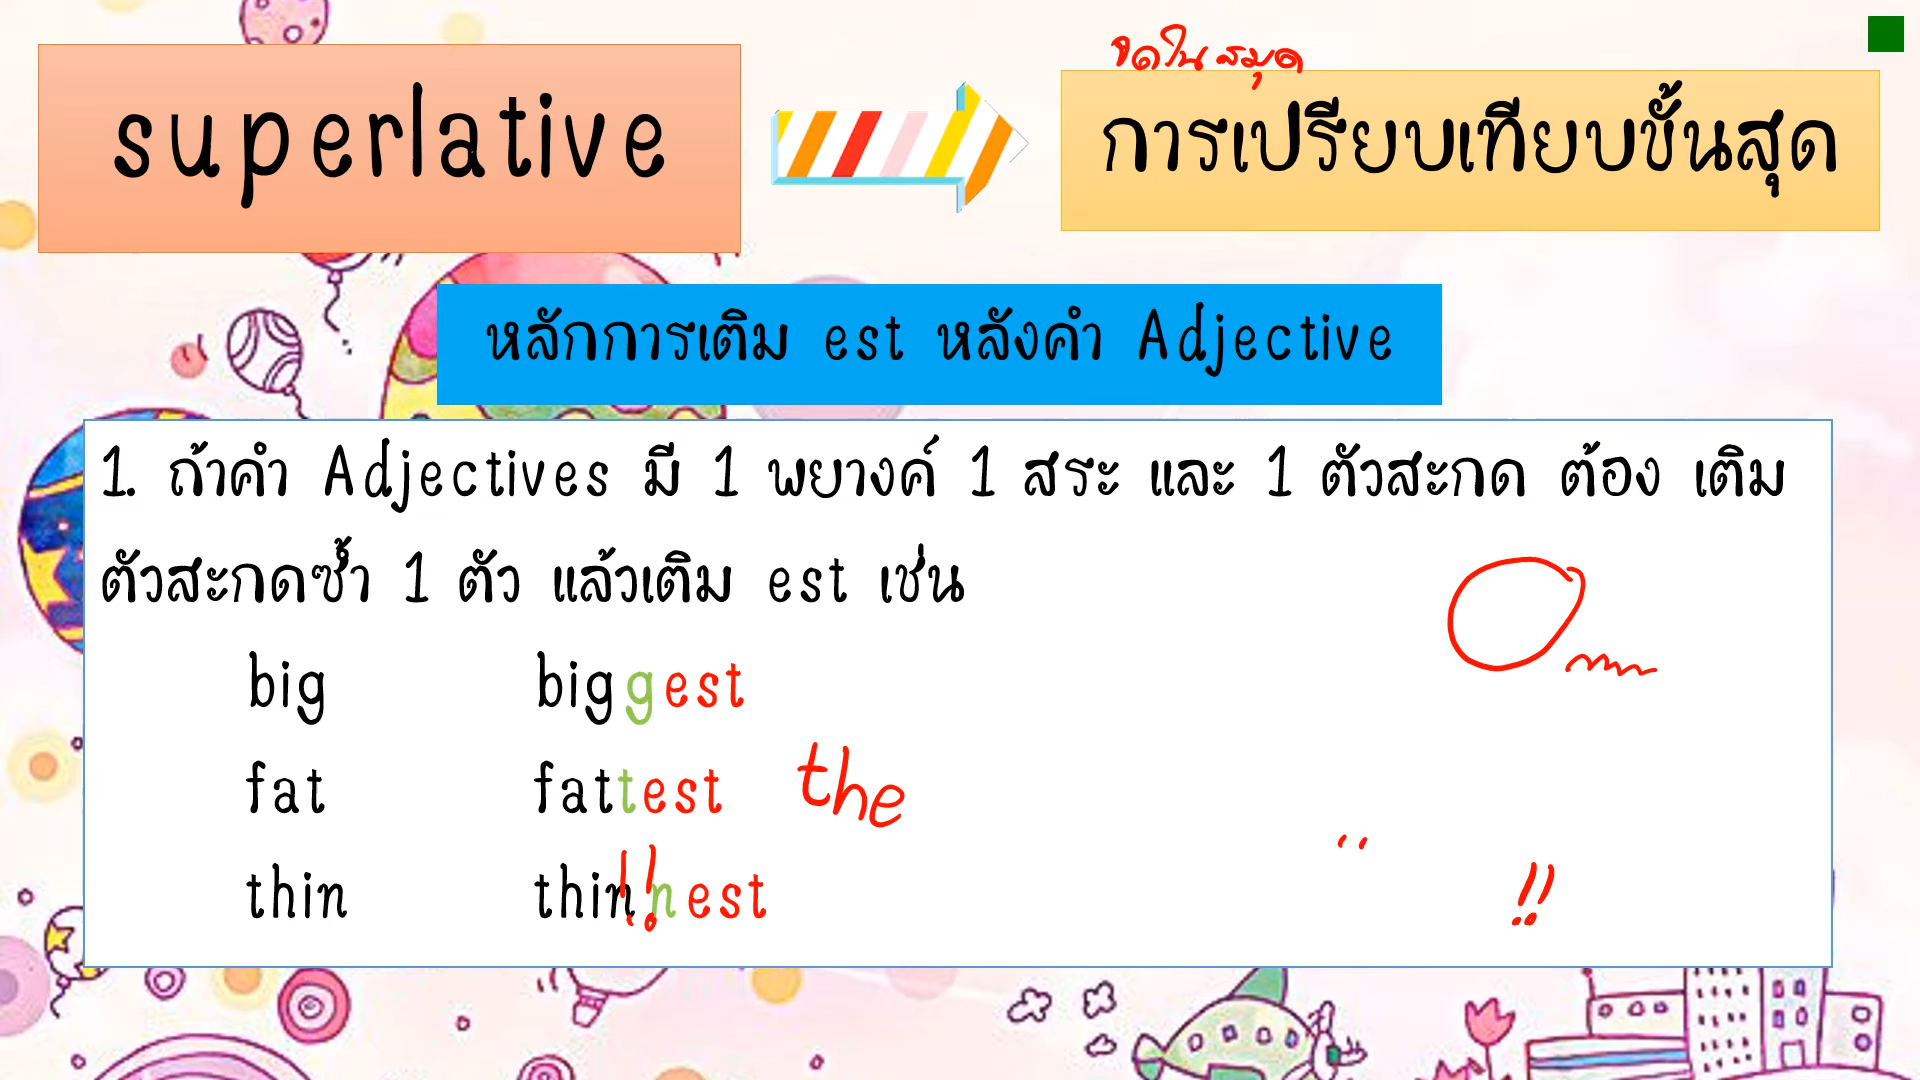 จดในสมุด
superlative
การเปรียบเทียบชั้นสุด
หลักการเติม est หลังคำ Adjective
1. ถ้าคำ Adjectives มี 1 พยางค์ 1 สระ และ 1 ตัวสะกด ต้อง เติม
ตัวสะกดซ้ำ 1 ตัว แล้วเติม est เช่น
big biggest
fat fattest the
thin thinnest !!
!!